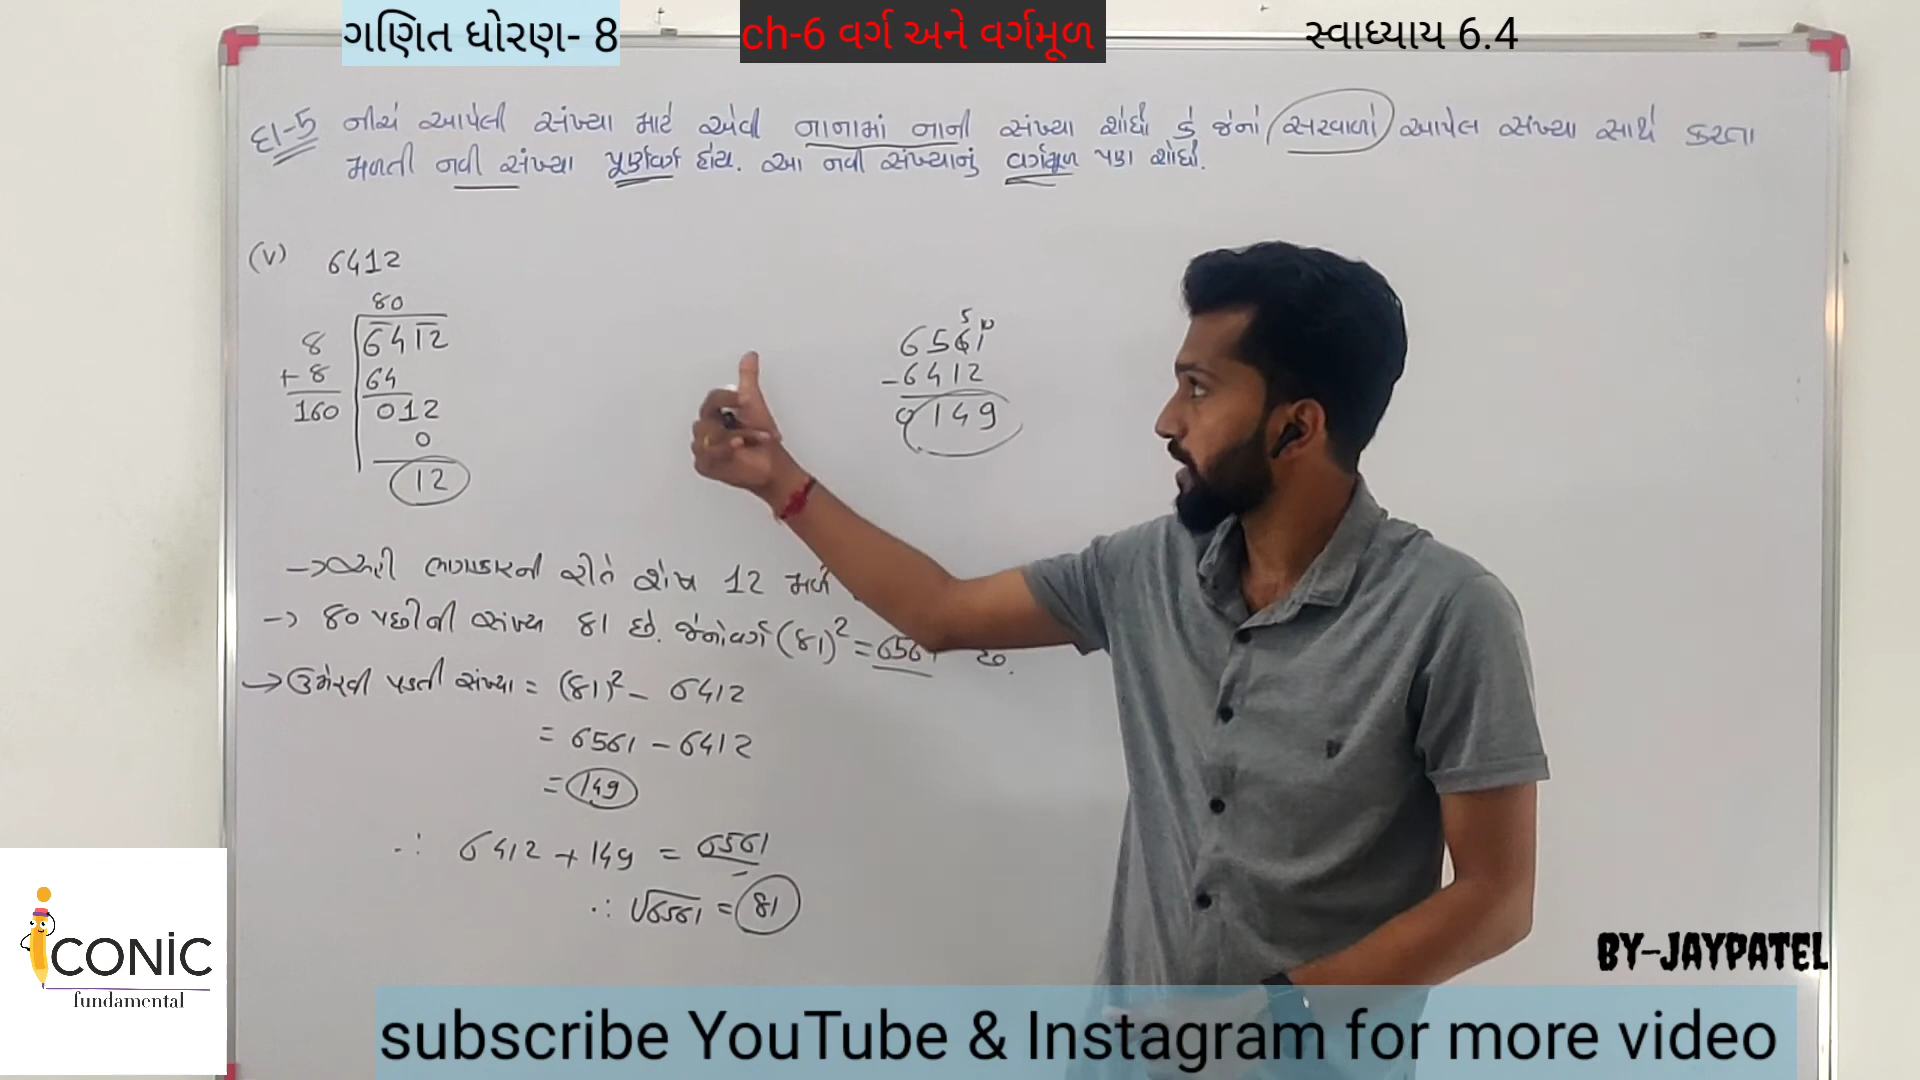 ગણિત ધોરણ- 8
ch-6 વર્ગ અને વર્ગમૂળ
સ્વાધ્યાય 6.4
દા-5 નીચે આપેલી સંખ્યા માટે એવી નાનામાં નાની સંખ્યા શોધો કે જેનો સરવાળો આપેલ સંખ્યા સાથે કરતા
મળતી નવી સંખ્યા પૂર્ણવર્ગ હોય. આ નવી સંખ્યાનું વર્ગમૂળ પણ શોધો.
(V) 6412
80
8 6412
+ 8 64
160 012
0
12
5 10
6561
- 6412
0149
→ અહી ભાગાકારની રીતે શેષ 12 મળે
→ 80 પછીની સંખ્યા 81 છે. જેનો વર્ગ (81)² = 6561 છે.
→ ઉમેરવી પડતી સંખ્યા = (81)² - 6412
= 6561 - 6412
= 149
∴ 6412 + 149 = 6561
∴ √6561 = 81
iCONiC
fundamental
BY-JAYPATEL
subscribe YouTube & Instagram for more video